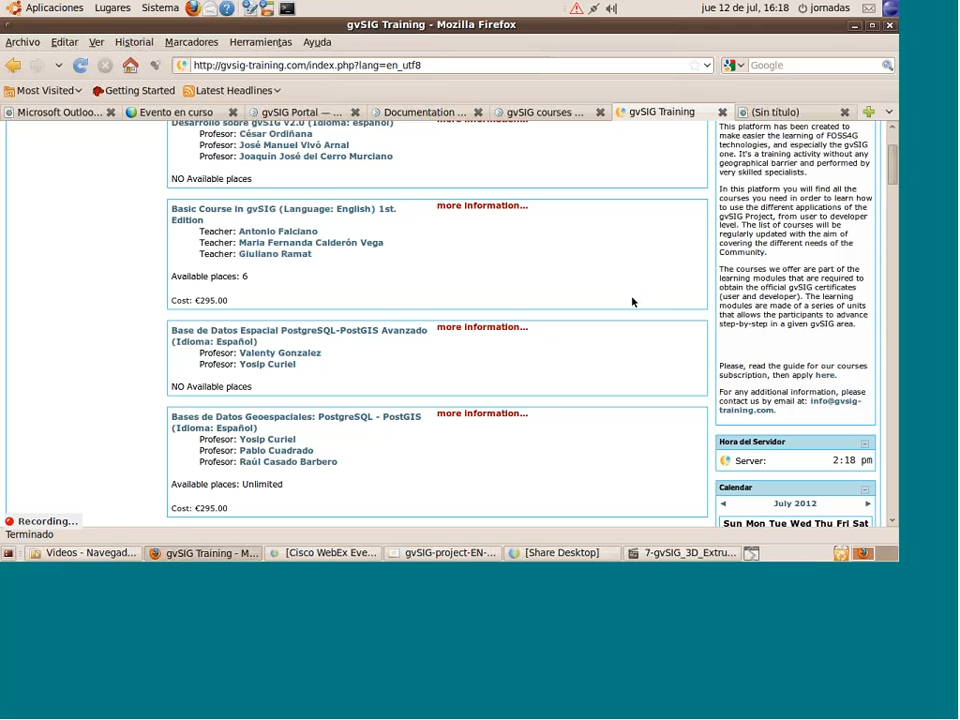 Aplicaciones Lugares Sistema jue 12 de jul, 16:18 jornadas
gvSIG Training - Mozilla Firefox
Archivo Editar Ver Historial Marcadores Herramientas Ayuda
http://gvsig-training.com/index.php?lang=en_utf8 Google
Most Visited Getting Started Latest Headlines
Microsoft Outloo... Evento en curso gvSIG Portal — ... Documentation ... gvSIG courses ... gvSIG Training (Sin título)
Desarrollo sobre gvSIG v2.0 (Idioma: español) more information...
Profesor: César Ordiñana
Profesor: José Manuel Vivó Arnal
Profesor: Joaquín José del Cerro Murciano
NO Available places
Basic Course in gvSIG (Language: English) 1st.
Edition
more information...
Teacher: Antonio Falciano
Teacher: Maria Fernanda Calderón Vega
Teacher: Giuliano Ramat
Available places: 6
Cost: €295.00
Base de Datos Espacial PostgreSQL-PostGIS Avanzado
(Idioma: Español)
more information...
Profesor: Valenty Gonzalez
Profesor: Yosip Curiel
NO Available places
Bases de Datos Geoespaciales: PostgreSQL - PostGIS
(Idioma: Español)
more information...
Profesor: Yosip Curiel
Profesor: Pablo Cuadrado
Profesor: Raúl Casado Barbero
Available places: Unlimited
Cost: €295.00
This platform has been created to
make easier the learning of FOSS4G
technologies, and especially the gvSIG
one. It's a training activity without any
geographical barrier and performed by
very skilled specialists.
In this platform you will find all the
courses you need in order to learn how
to use the different applications of the
gvSIG Project, from user to developer
level. The list of courses will be
regularly updated with the aim of
covering the different needs of the
Community.
The courses we offer are part of the
learning modules that are required to
obtain the official gvSIG certificates
(user and developer). The learning
modules are made of a series of units
that allows the participants to advance
step-by-step in a given gvSIG area.
Please, read the guide for our courses
subscription, then apply here.
For any additional information, please
contact us by email at: info@gvsig-
training.com.
Hora del Servidor
Server: 2:18 pm
Calendar
July 2012
Sun Mon Tue Wed Thu Fri Sat
Recording...
Terminado
Videos - Navegad... gvSIG Training - M... [Cisco WebEx Eve... gvSIG-project-EN-... [Share Desktop] 7-gvSIG_3D_Extru...